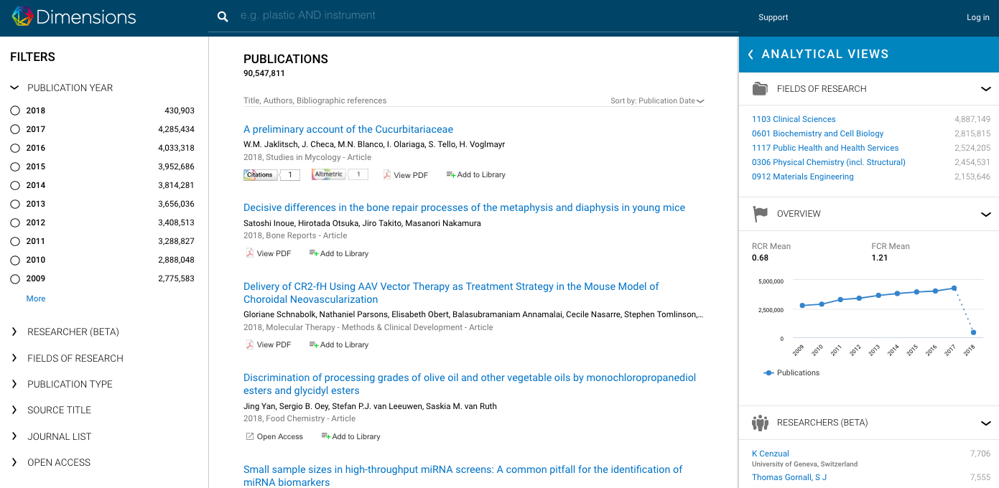 Dimensions
e.g. plastic AND instrument
Support
Log in
FILTERS
PUBLICATION YEAR
2018 430,903
2017 4,285,434
2016 4,033,318
2015 3,952,686
2014 3,814,281
2013 3,656,036
2012 3,408,513
2011 3,288,827
2010 2,888,048
2009 2,775,583
More
RESEARCHER (BETA)
FIELDS OF RESEARCH
PUBLICATION TYPE
SOURCE TITLE
JOURNAL LIST
OPEN ACCESS
PUBLICATIONS
90,547,811
Title, Authors, Bibliographic references
Sort by: Publication Date
A preliminary account of the Cucurbitariaceae
W.M. Jaklitsch, J. Checa, M.N. Blanco, I. Olariaga, S. Tello, H. Voglmayr
2018, Studies in Mycology - Article
Citations 1 Altmetric 1 View PDF Add to Library
Decisive differences in the bone repair processes of the metaphysis and diaphysis in young mice
Satoshi Inoue, Hirotada Otsuka, Jiro Takito, Masanori Nakamura
2018, Bone Reports - Article
View PDF Add to Library
Delivery of CR2-fH Using AAV Vector Therapy as Treatment Strategy in the Mouse Model of
Choroidal Neovascularization
Gloriane Schnabolk, Nathaniel Parsons, Elisabeth Obert, Balasubramaniam Annamalai, Cecile Nasarre, Stephen Tomlinson,...
2018, Molecular Therapy - Methods & Clinical Development - Article
View PDF Add to Library
Discrimination of processing grades of olive oil and other vegetable oils by monochloropropanediol
esters and glycidyl esters
Jing Yan, Sergio B. Oey, Stefan P.J. van Leeuwen, Saskia M. van Ruth
2018, Food Chemistry - Article
Open Access Add to Library
Small sample sizes in high-throughput miRNA screens: A common pitfall for the identification of
miRNA biomarkers
ANALYTICAL VIEWS
FIELDS OF RESEARCH
1103 Clinical Sciences 4,887,149
0601 Biochemistry and Cell Biology 2,815,815
1117 Public Health and Health Services 2,524,205
0306 Physical Chemistry (incl. Structural) 2,454,531
0912 Materials Engineering 2,153,646
OVERVIEW
RCR Mean FCR Mean
0.68 1.21
5,000,000
2,500,000
0
2009 2010 2011 2012 2013 2014 2015 2016 2017 2018
Publications
RESEARCHERS (BETA)
K Cenzual 7,706
University of Geneva, Switzerland
Thomas Gornall, S J 7,555